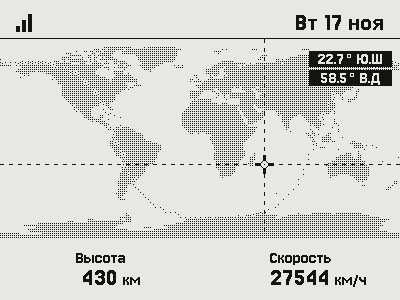 Вт 17 ноя
22.7° Ю.Ш
58.5° В.Д
Высота
430 км
Скорость
27544 км/ч